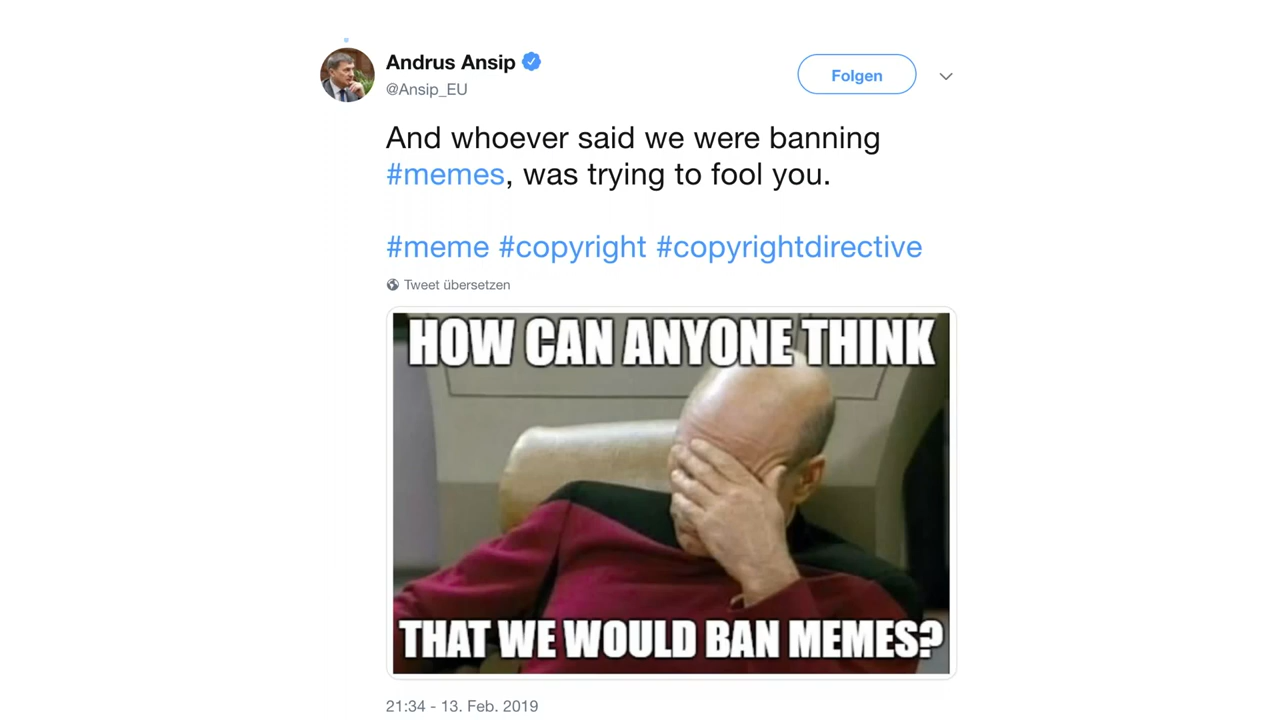 Andrus Ansip
@Ansip_EU
Folgen
And whoever said we were banning
#memes, was trying to fool you.
#meme #copyright #copyrightdirective
Tweet übersetzen
HOW CAN ANYONE THINK
THAT WE WOULD BAN MEMES?
21:34 - 13. Feb. 2019